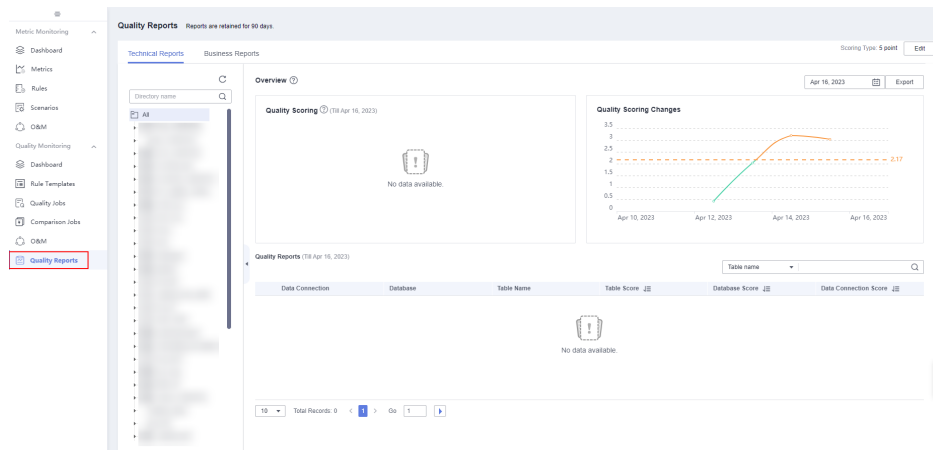 Metric Monitoring
Dashboard
Metrics
Rules
Scenarios
O&M
Quality Monitoring
Dashboard
Rule Templates
Quality Jobs
Comparison Jobs
O&M
Quality Reports
Quality Reports Reports are retained for 90 days.
Technical Reports Business Reports
Scoring Type: 5 point Edit
Directory name
All
Overview
Apr 16, 2023 Export
Quality Scoring (Till Apr 16, 2023)
No data available.
Quality Scoring Changes
3.5
3
2.5
2
1.5
1
0.5
0
2.17
Apr 10, 2023 Apr 12, 2023 Apr 14, 2023 Apr 16, 2023
Quality Reports (Till Apr 16, 2023)
Table name
Data Connection Database Table Name Table Score Database Score Data Connection Score
No data available.
10 Total Records: 0 < 1 > Go 1